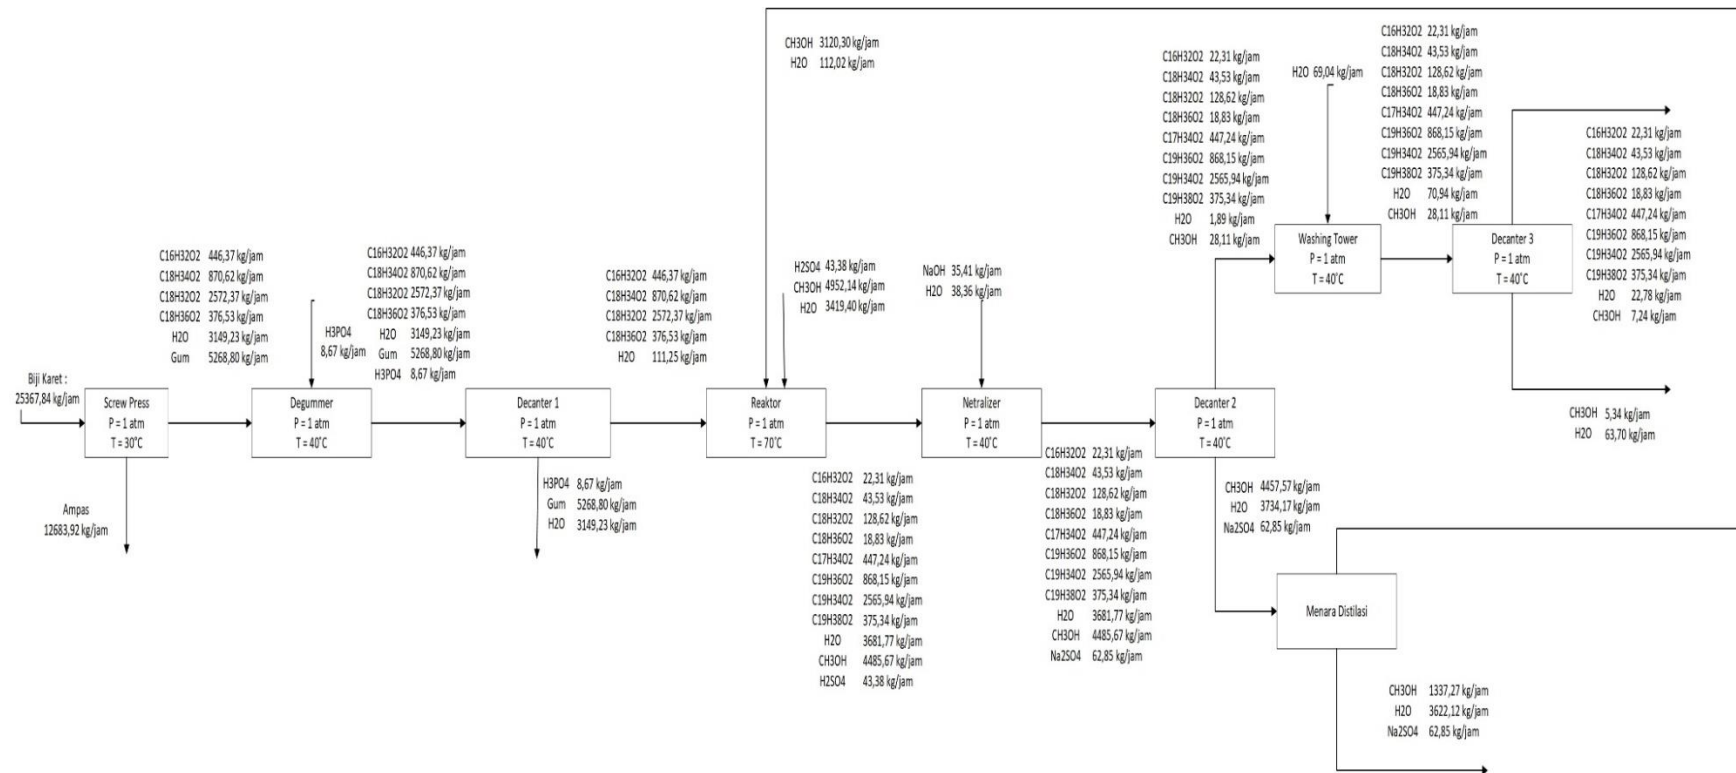 Biji Karet :
25367,84 kg/jam
Screw Press
P = 1 atm
T = 30°C
Ampas
12683,92 kg/jam
C16H32O2 446,37 kg/jam
C18H34O2 870,62 kg/jam
C18H32O2 2572,37 kg/jam
C18H36O2 376,53 kg/jam
H2O 3149,23 kg/jam
Gum 5268,80 kg/jam
H3PO4
8,67 kg/jam
Degummer
P = 1 atm
T = 40°C
C16H32O2 446,37 kg/jam
C18H34O2 870,62 kg/jam
C18H32O2 2572,37 kg/jam
C18H36O2 376,53 kg/jam
H2O 3149,23 kg/jam
Gum 5268,80 kg/jam
H3PO4 8,67 kg/jam
Decanter 1
P = 1 atm
T = 40°C
H3PO4 8,67 kg/jam
Gum 5268,80 kg/jam
H2O 3149,23 kg/jam
C16H32O2 446,37 kg/jam
C18H34O2 870,62 kg/jam
C18H32O2 2572,37 kg/jam
C18H36O2 376,53 kg/jam
H2O 111,25 kg/jam
CH3OH 3120,30 kg/jam
H2O 112,02 kg/jam
H2SO4 43,38 kg/jam
CH3OH 4952,14 kg/jam
H2O 3419,40 kg/jam
Reaktor
P = 1 atm
T = 70°C
C16H32O2 22,31 kg/jam
C18H34O2 43,53 kg/jam
C18H32O2 128,62 kg/jam
C18H36O2 18,83 kg/jam
C17H34O2 447,24 kg/jam
C19H36O2 868,15 kg/jam
C19H34O2 2565,94 kg/jam
C19H38O2 375,34 kg/jam
H2O 3681,77 kg/jam
CH3OH 4485,67 kg/jam
H2SO4 43,38 kg/jam
NaOH 35,41 kg/jam
H2O 38,36 kg/jam
Netralizer
P = 1 atm
T = 40°C
C16H32O2 22,31 kg/jam
C18H34O2 43,53 kg/jam
C18H32O2 128,62 kg/jam
C18H36O2 18,83 kg/jam
C17H34O2 447,24 kg/jam
C19H36O2 868,15 kg/jam
C19H34O2 2565,94 kg/jam
C19H38O2 375,34 kg/jam
H2O 3681,77 kg/jam
CH3OH 4485,67 kg/jam
Na2SO4 62,85 kg/jam
Decanter 2
P = 1 atm
T = 40°C
C16H32O2 22,31 kg/jam
C18H34O2 43,53 kg/jam
C18H32O2 128,62 kg/jam
C18H36O2 18,83 kg/jam
C17H34O2 447,24 kg/jam
C19H36O2 868,15 kg/jam
C19H34O2 2565,94 kg/jam
C19H38O2 375,34 kg/jam
H2O 1,89 kg/jam
CH3OH 28,11 kg/jam
CH3OH 4457,57 kg/jam
H2O 3734,17 kg/jam
Na2SO4 62,85 kg/jam
Menara Distilasi
CH3OH 1337,27 kg/jam
H2O 3622,12 kg/jam
Na2SO4 62,85 kg/jam
H2O 69,04 kg/jam
Washing Tower
P = 1 atm
T = 40°C
C16H32O2 22,31 kg/jam
C18H34O2 43,53 kg/jam
C18H32O2 128,62 kg/jam
C18H36O2 18,83 kg/jam
C17H34O2 447,24 kg/jam
C19H36O2 868,15 kg/jam
C19H34O2 2565,94 kg/jam
C19H38O2 375,34 kg/jam
H2O 70,94 kg/jam
CH3OH 28,11 kg/jam
Decanter 3
P = 1 atm
T = 40°C
C16H32O2 22,31 kg/jam
C18H34O2 43,53 kg/jam
C18H32O2 128,62 kg/jam
C18H36O2 18,83 kg/jam
C17H34O2 447,24 kg/jam
C19H36O2 868,15 kg/jam
C19H34O2 2565,94 kg/jam
C19H38O2 375,34 kg/jam
H2O 22,78 kg/jam
CH3OH 7,24 kg/jam
CH3OH 5,34 kg/jam
H2O 63,70 kg/jam